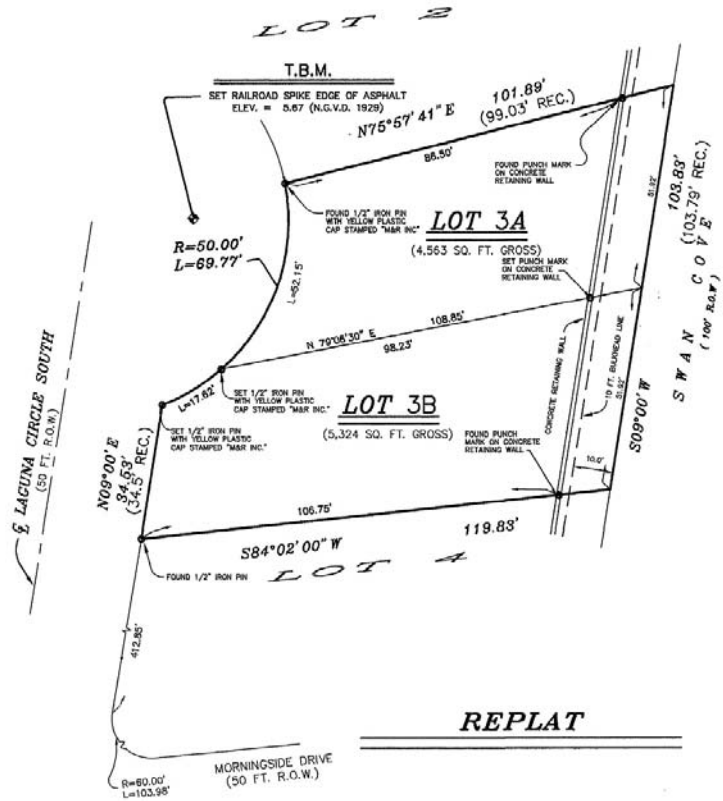 LOT 2
T.B.M.
SET RAILROAD SPIKE EDGE OF ASPHALT
ELEV. = 5.67 (N.G.V.D. 1929)
N75°57'41" E
101.89'
(99.03' REC.)
88.50'
FOUND PUNCH MARK
ON CONCRETE
RETAINING WALL
FOUND 1/2" IRON PIN
WITH YELLOW PLASTIC
CAP STAMPED "M&R INC"
LOT 3A
(4,563 SQ. FT. GROSS)
SET PUNCH MARK
ON CONCRETE
RETAINING WALL
51.92'
103.83'
(103.79' REC.)
SWAN COVE
(100' R.O.W)
R=50.00'
L=69.77'
L=52.15'
N 79°08'30" E
108.85'
98.23'
SET 1/2" IRON PIN
WITH YELLOW PLASTIC
CAP STAMPED "M&R INC."
L=17.62'
SET 1/2" IRON PIN
WITH YELLOW PLASTIC
CAP STAMPED "M&R INC."
LOT 3B
(5,324 SQ. FT. GROSS)
CONCRETE RETAINING WALL
10 FT. BULKHEAD LINE
51.92'
S09°00' W
FOUND PUNCH
MARK ON CONCRETE
RETAINING WALL
10.0'
℄ LAGUNA CIRCLE SOUTH
(50 FT. R.O.W.)
N09°00' E
34.53'
(34.5' REC.)
106.75'
S84°02'00" W
119.83'
LOT 4
FOUND 1/2" IRON PIN
412.85'
REPLAT
MORNINGSIDE DRIVE
(50 FT. R.O.W.)
R=60.00'
L=103.98'